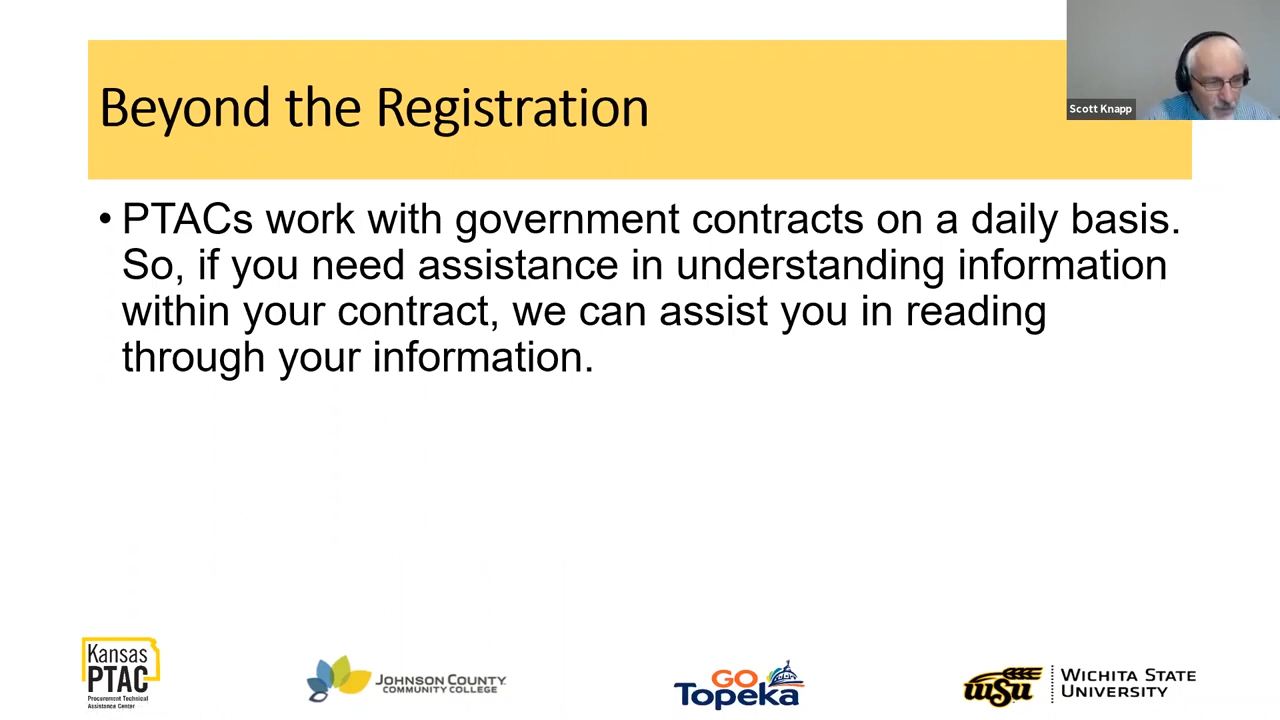 Beyond the Registration
Scott Knapp
• PTACs work with government contracts on a daily basis.
So, if you need assistance in understanding information
within your contract, we can assist you in reading
through your information.
Kansas
PTAC
Procurement Technical
Assistance Center
JOHNSON COUNTY
COMMUNITY COLLEGE
GO
Topeka
WSU
WICHITA STATE
UNIVERSITY